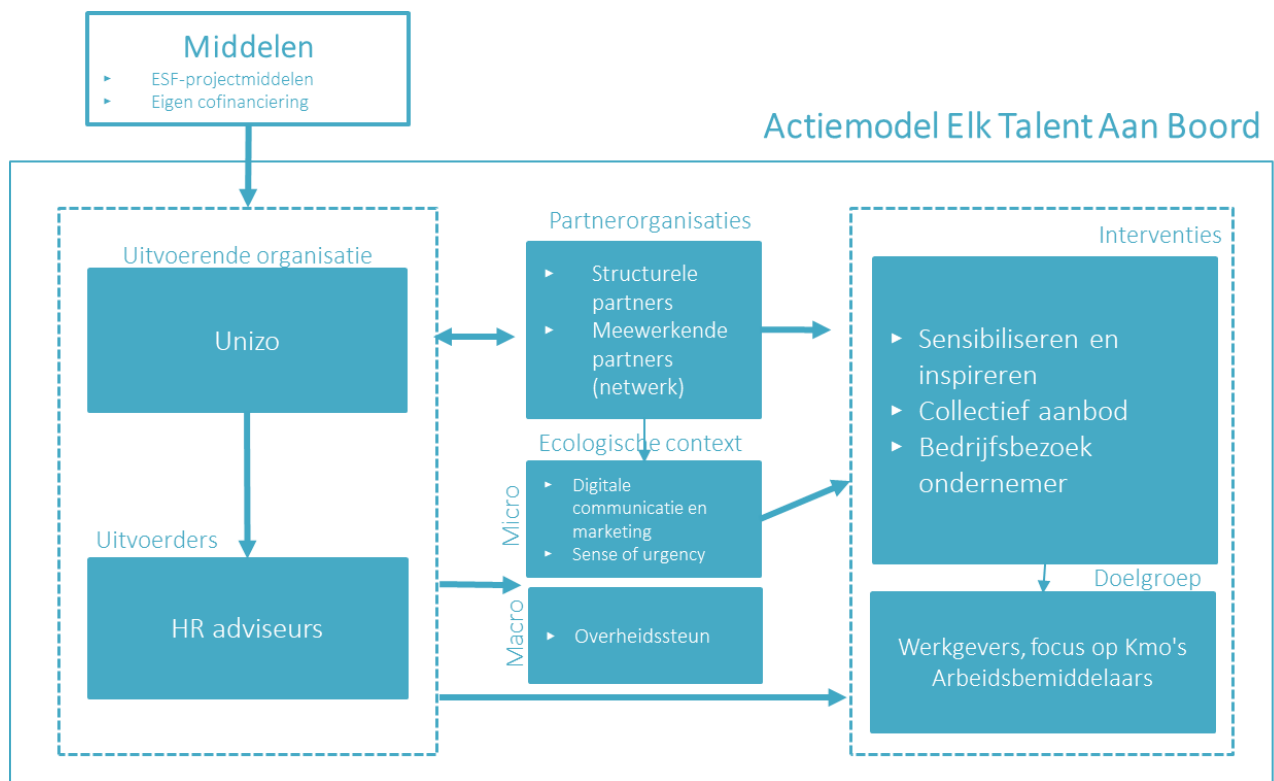 Middelen
▸ ESF-projectmiddelen
▸ Eigen cofinanciering
Actiemodel Elk Talent Aan Boord
Uitvoerende organisatie
Unizo
Uitvoerders
HR adviseurs
Partnerorganisaties
▸ Structurele
partners
▸ Meewerkende
partners
(netwerk)
Ecologische context
Micro
▸ Digitale
communicatie en
marketing
▸ Sense of urgency
Macro
▸ Overheidssteun
Interventies
▸ Sensibiliseren en
inspireren
▸ Collectief aanbod
▸ Bedrijfsbezoek
ondernemer
Doelgroep
Werkgevers, focus op Kmo's
Arbeidsbemiddelaars